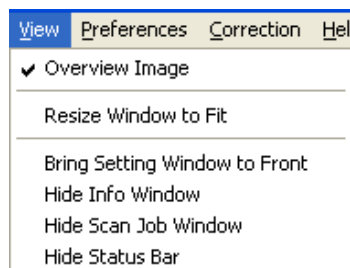 View Preferences Correction Hel
Overview Image
Resize Window to Fit
Bring Setting Window to Front
Hide Info Window
Hide Scan Job Window
Hide Status Bar